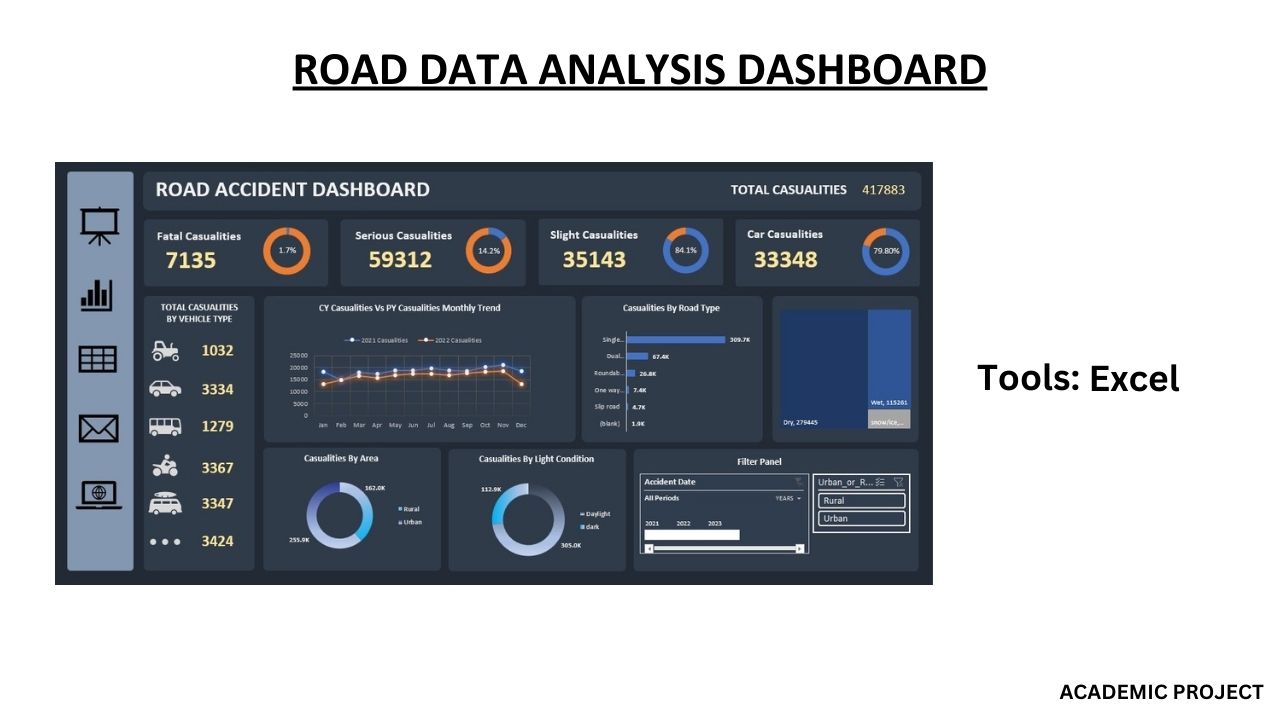 ROAD DATA ANALYSIS DASHBOARD
ROAD ACCIDENT DASHBOARD
TOTAL CASUALITIES 417883
Fatal Casualities
7135
1.7%
Serious Casualities
59312
14.2%
Slight Casualities
35143
84.1%
Car Casualities
33348
79.80%
TOTAL CASUALITIES
BY VEHICLE TYPE
1032
3334
1279
3367
3347
3424
CY Casualities Vs PY Casualities Monthly Trend
2021 Casualities 2022 Casualities
25000
20000
15000
10000
5000
0
Jan Feb Mar Apr May Jun Jul Aug Sep Oct Nov Dec
Casualities By Road Type
Single... 309.7K
Dual... 67.4K
Roundab... 26.8K
One way... 7.4K
Slip road 4.7K
(blank) 1.9K
Dry, 279445
Wet, 115261
snow/ice,...
Casualities By Area
162.0K
255.9K
Rural
Urban
Casualities By Light Condition
112.9K
305.0K
Daylight
dark
Filter Panel
Accident Date
All Periods YEARS
2021 2022 2023
Urban_or_R...
Rural
Urban
Tools: Excel
ACADEMIC PROJECT